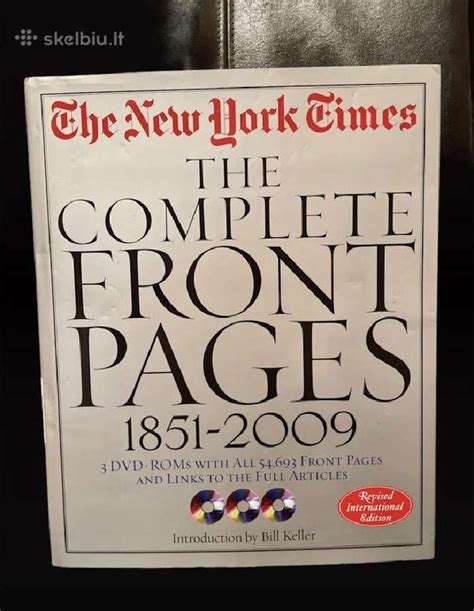 skelbiu.lt
The New York Times
THE
COMPLETE
FRONT
PAGES
1851-2009
3 DVD-ROMS WITH ALL 54,693 FRONT PAGES
AND LINKS TO THE FULL ARTICLES
Revised
International
Edition
Introduction by Bill Keller